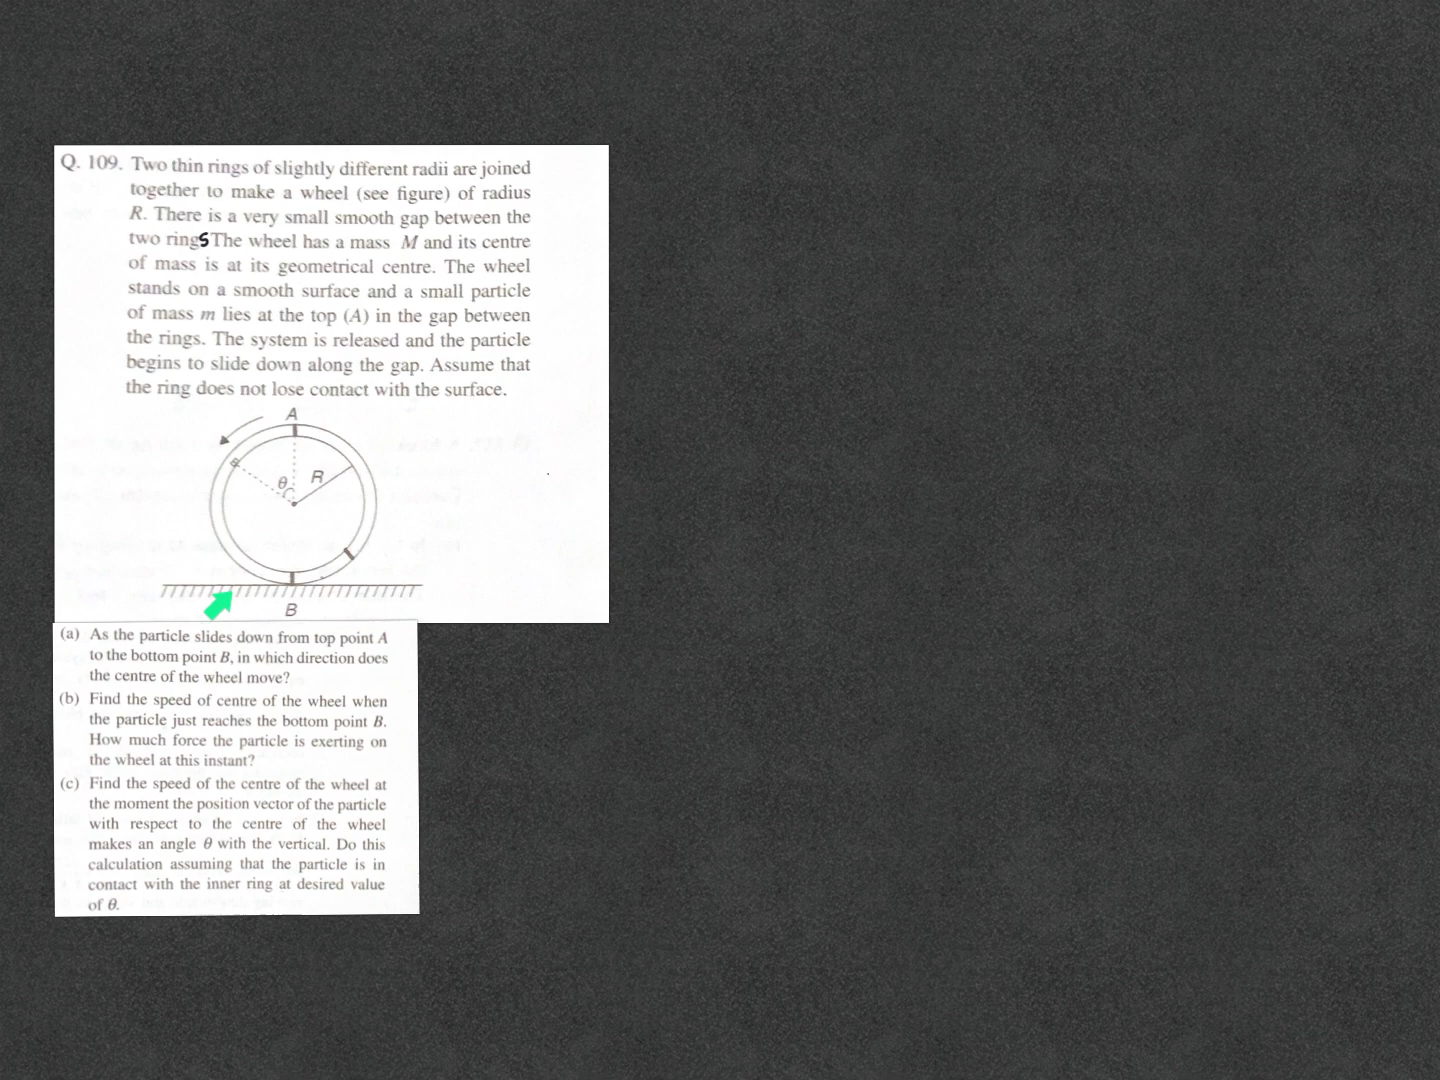 Q. 109. Two thin rings of slightly different radii are joined
together to make a wheel (see figure) of radius
R. There is a very small smooth gap between the
two ringsThe wheel has a mass M and its centre
of mass is at its geometrical centre. The wheel
stands on a smooth surface and a small particle
of mass m lies at the top (A) in the gap between
the rings. The system is released and the particle
begins to slide down along the gap. Assume that
the ring does not lose contact with the surface.
A
R
θ
C
B
(a) As the particle slides down from top point A
to the bottom point B, in which direction does
the centre of the wheel move?
(b) Find the speed of centre of the wheel when
the particle just reaches the bottom point B.
How much force the particle is exerting on
the wheel at this instant?
(c) Find the speed of the centre of the wheel at
the moment the position vector of the particle
with respect to the centre of the wheel
makes an angle θ with the vertical. Do this
calculation assuming that the particle is in
contact with the inner ring at desired value
of θ.